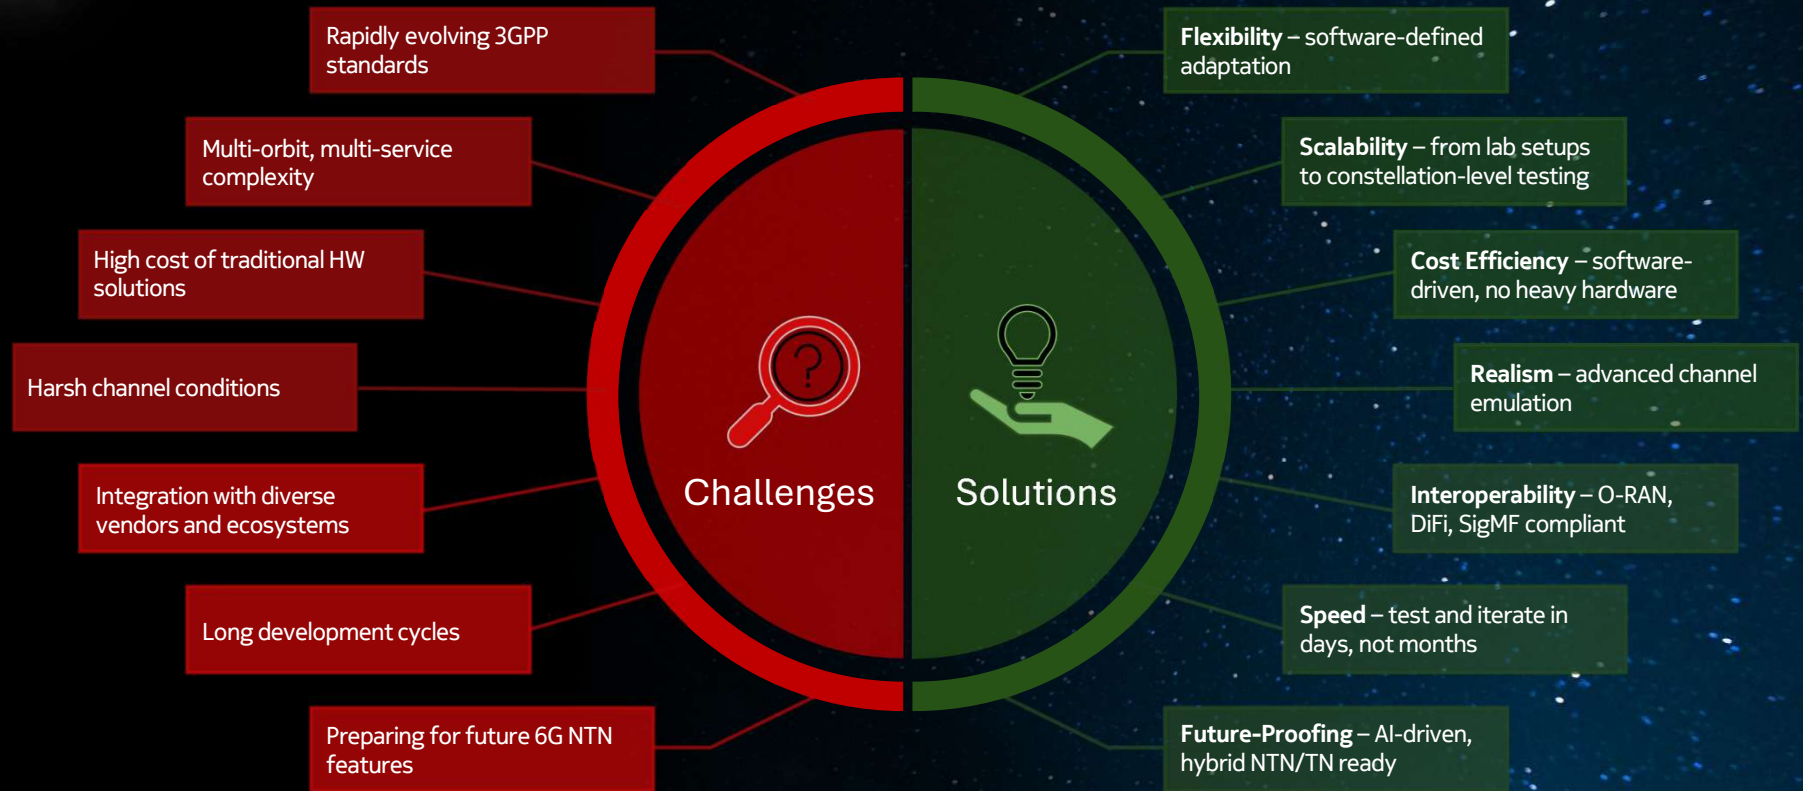 Rapidly evolving 3GPP
standards
Multi-orbit, multi-service
complexity
High cost of traditional HW
solutions
Harsh channel conditions
Integration with diverse
vendors and ecosystems
Long development cycles
Preparing for future 6G NTN
features
?
Challenges
Solutions
Flexibility – software-defined
adaptation
Scalability – from lab setups
to constellation-level testing
Cost Efficiency – software-
driven, no heavy hardware
Realism – advanced channel
emulation
Interoperability – O-RAN,
DiFi, SigMF compliant
Speed – test and iterate in
days, not months
Future-Proofing – AI-driven,
hybrid NTN/TN ready